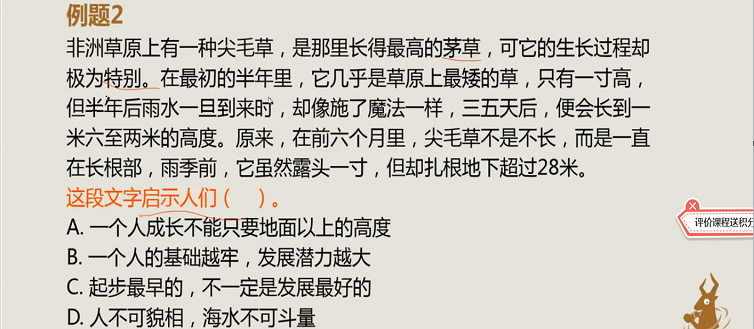 例题2
非洲草原上有一种尖毛草，是那里长得最高的茅草，可它的生长过程却
极为特别。在最初的半年里，它几乎是草原上最矮的草，只有一寸高，
但半年后雨水一旦到来时，却像施了魔法一样，三五天后，便会长到一
米六至两米的高度。原来，在前六个月里，尖毛草不是不长，而是一直
在长根部，雨季前，它虽然露头一寸，但却扎根地下超过28米。
这段文字启示人们（　）。
A. 一个人成长不能只要地面以上的高度
B. 一个人的基础越牢，发展潜力越大
C. 起步最早的，不一定是发展最好的
D. 人不可貌相，海水不可斗量
评价课程送积分